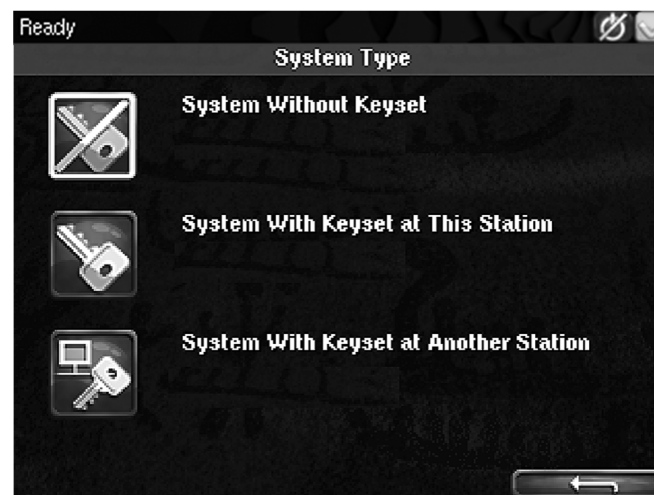 Ready
System Type
System Without Keyset
System With Keyset at This Station
System With Keyset at Another Station